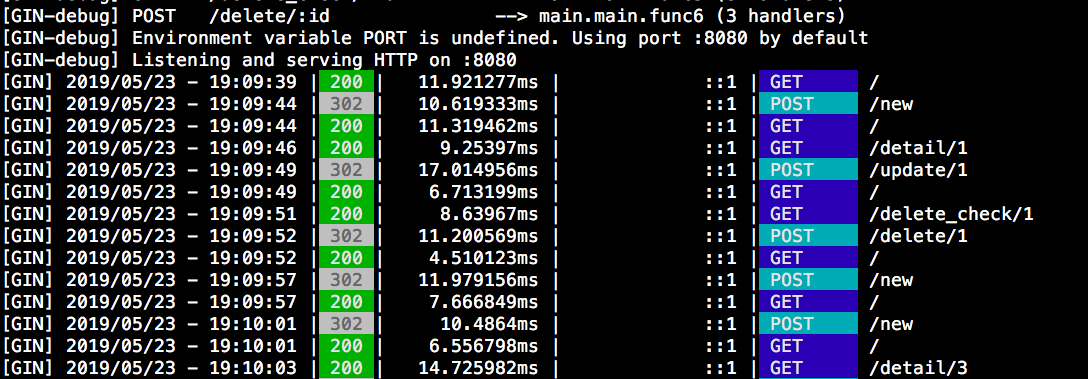 [GIN-debug] POST   /delete/:id               --> main.main.func6 (3 handlers)
[GIN-debug] Environment variable PORT is undefined. Using port :8080 by default
[GIN-debug] Listening and serving HTTP on :8080
[GIN] 2019/05/23 - 19:09:39 | 200 |   11.921277ms |             ::1 | GET      /
[GIN] 2019/05/23 - 19:09:44 | 302 |   10.619333ms |             ::1 | POST     /new
[GIN] 2019/05/23 - 19:09:44 | 200 |   11.319462ms |             ::1 | GET      /
[GIN] 2019/05/23 - 19:09:46 | 200 |     9.25397ms |             ::1 | GET      /detail/1
[GIN] 2019/05/23 - 19:09:49 | 302 |   17.014956ms |             ::1 | POST     /update/1
[GIN] 2019/05/23 - 19:09:49 | 200 |    6.713199ms |             ::1 | GET      /
[GIN] 2019/05/23 - 19:09:51 | 200 |     8.63967ms |             ::1 | GET      /delete_check/1
[GIN] 2019/05/23 - 19:09:52 | 302 |   11.200569ms |             ::1 | POST     /delete/1
[GIN] 2019/05/23 - 19:09:52 | 200 |    4.510123ms |             ::1 | GET      /
[GIN] 2019/05/23 - 19:09:57 | 302 |   11.979156ms |             ::1 | POST     /new
[GIN] 2019/05/23 - 19:09:57 | 200 |    7.666849ms |             ::1 | GET      /
[GIN] 2019/05/23 - 19:10:01 | 302 |     10.4864ms |             ::1 | POST     /new
[GIN] 2019/05/23 - 19:10:01 | 200 |    6.556798ms |             ::1 | GET      /
[GIN] 2019/05/23 - 19:10:03 | 200 |   14.725982ms |             ::1 | GET      /detail/3